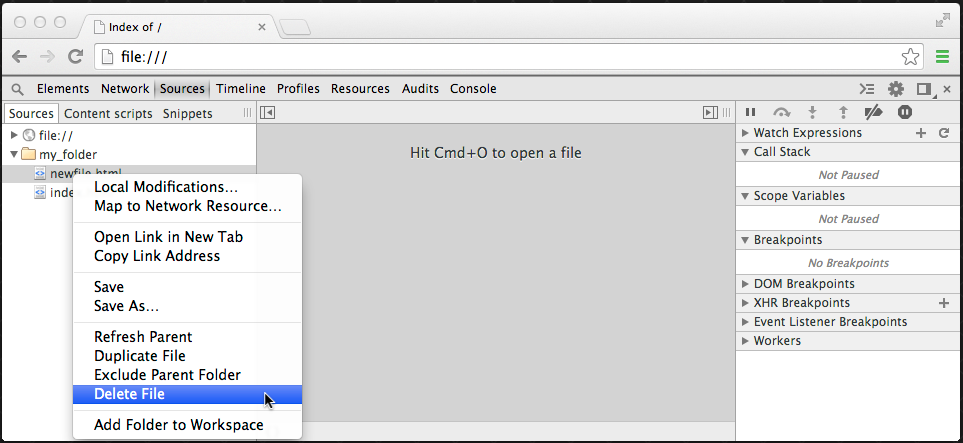 Index of /
file:///
Elements Network Sources Timeline Profiles Resources Audits Console
Sources Content scripts Snippets
file://
my_folder
newfile.html
Local Modifications...
Map to Network Resource...
Open Link in New Tab
Copy Link Address
Save
Save As...
Refresh Parent
Duplicate File
Exclude Parent Folder
Delete File
Add Folder to Workspace
Hit Cmd+O to open a file
Watch Expressions
Call Stack
Not Paused
Scope Variables
Not Paused
Breakpoints
No Breakpoints
DOM Breakpoints
XHR Breakpoints
Event Listener Breakpoints
Workers